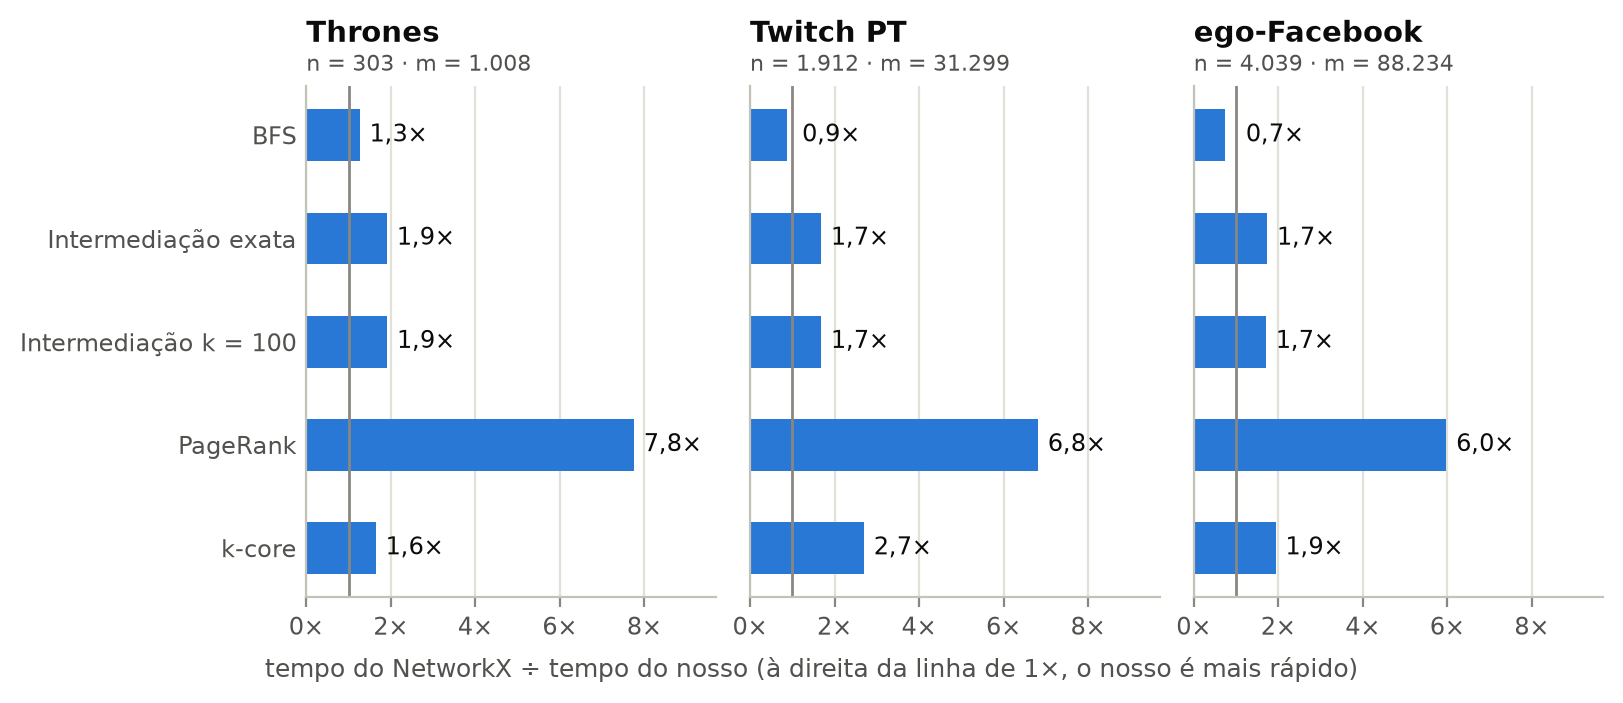 Thrones
n = 303 · m = 1.008
Twitch PT
n = 1.912 · m = 31.299
ego-Facebook
n = 4.039 · m = 88.234
BFS
1,3×
0,9×
0,7×
Intermediação exata
1,9×
1,7×
1,7×
Intermediação k = 100
1,9×
1,7×
1,7×
PageRank
7,8×
6,8×
6,0×
k-core
1,6×
2,7×
1,9×
0× 2× 4× 6× 8×
0× 2× 4× 6× 8×
0× 2× 4× 6× 8×
tempo do NetworkX ÷ tempo do nosso (à direita da linha de 1×, o nosso é mais rápido)